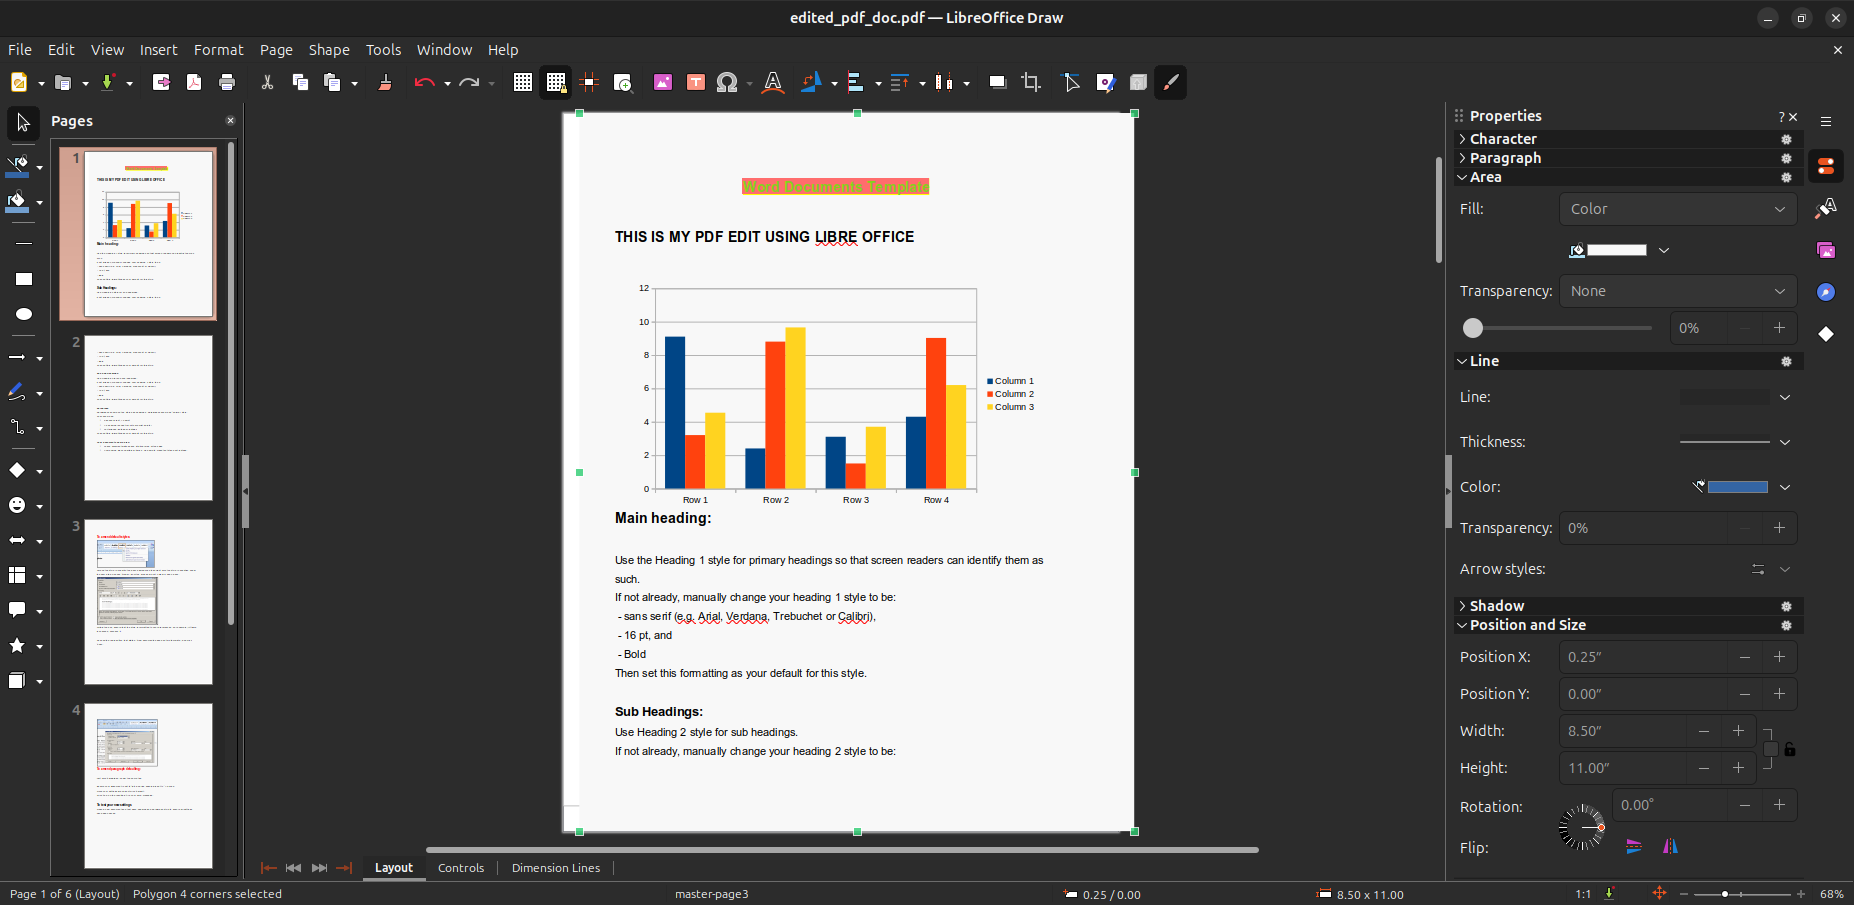 edited_pdf_doc.pdf — LibreOffice Draw
File Edit View Insert Format Page Shape Tools Window Help
Pages
1
2
3
4
Word Documents Template
THIS IS MY PDF EDIT USING LIBRE OFFICE
12
10
8
6
4
2
0
Row 1 Row 2 Row 3 Row 4
Column 1
Column 2
Column 3
Main heading:
Use the Heading 1 style for primary headings so that screen readers can identify them as
such.
If not already, manually change your heading 1 style to be:
- sans serif (e.g. Arial, Verdana, Trebuchet or Calibri),
- 16 pt, and
- Bold
Then set this formatting as your default for this style.
Sub Headings:
Use Heading 2 style for sub headings.
If not already, manually change your heading 2 style to be:
Layout Controls Dimension Lines
Properties
Character
Paragraph
Area
Fill: Color
Transparency: None
0%
Line
Line:
Thickness:
Color:
Transparency: 0%
Arrow styles:
Shadow
Position and Size
Position X: 0.25″
Position Y: 0.00″
Width: 8.50″
Height: 11.00″
Rotation: 0.00°
Flip:
Page 1 of 6 (Layout) Polygon 4 corners selected master-page3 0.25 / 0.00 8.50 x 11.00 1:1 68%